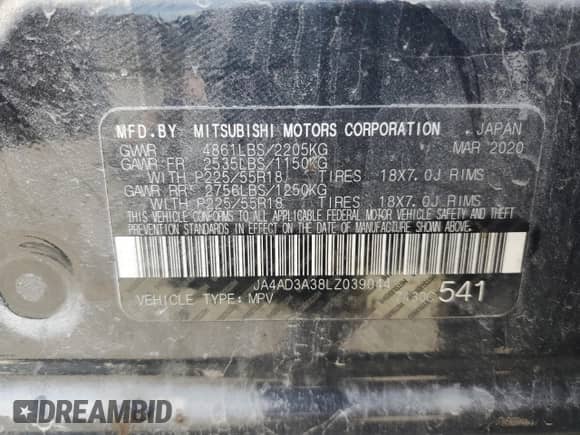 MFD.BY MITSUBISHI MOTORS CORPORATION JAPAN
GVWR 4861LBS/2205KG MAR 2020
GAWR FR 2535LBS/1150KG
WITH P225/55R18 TIRES 18X7.0J RIMS
GAWR RR 2756LBS/1250KG
WITH P225/55R18 TIRES 18X7.0J RIMS
THIS VEHICLE CONFORMS TO ALL APPLICABLE FEDERAL MOTOR VEHICLE SAFETY AND THEFT
PREVENTION STANDARDS IN EFFECT ON THE DATE OF MANUFACTURE SHOWN ABOVE.
JA4AD3A38LZ039044
VEHICLE TYPE: MPV 541
DREAMBID